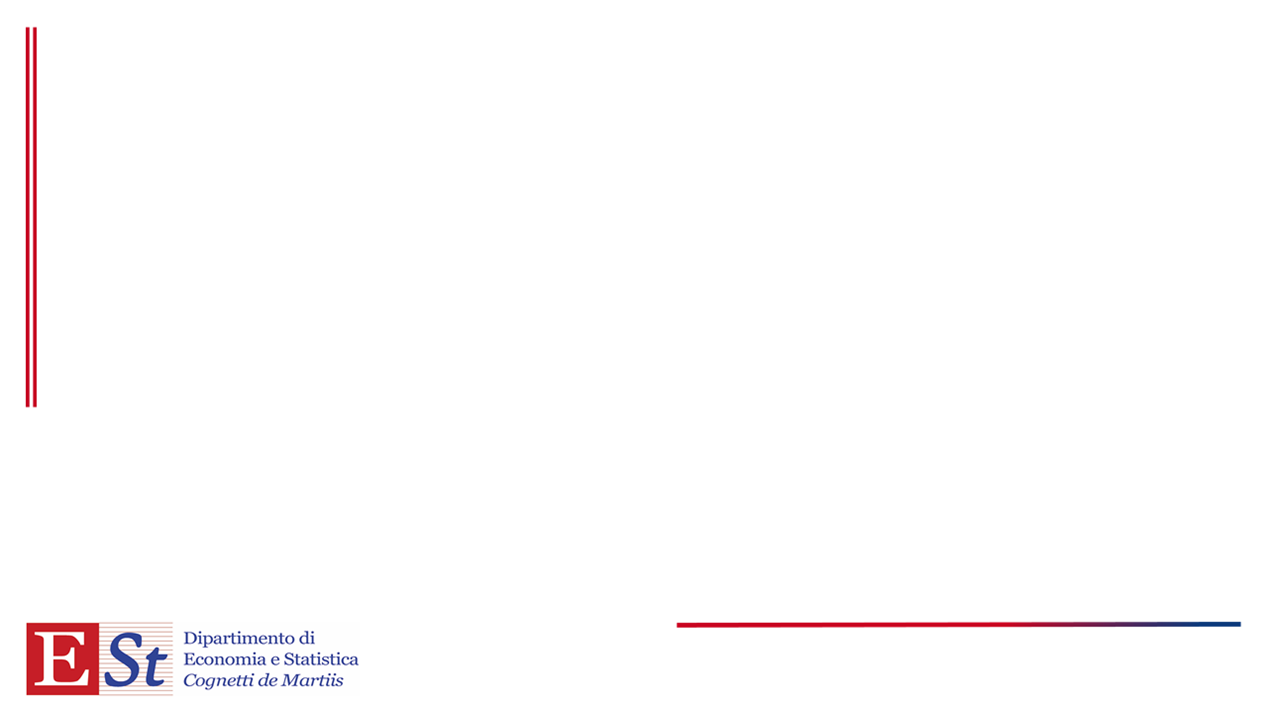 ESt
Dipartimento di
Economia e Statistica
Cognetti de Martiis